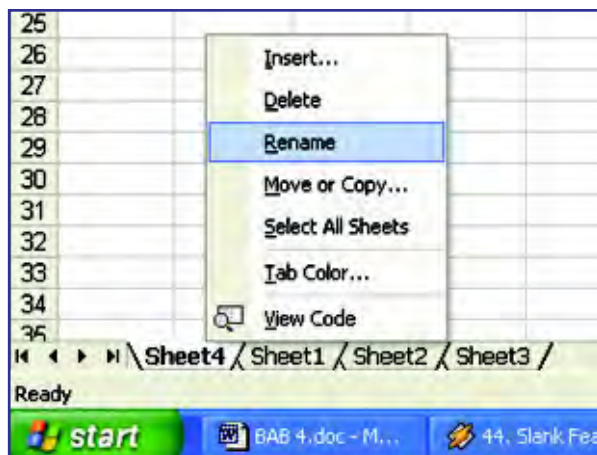 25
26
27
28
29
30
31
32
33
34
35
Insert...
Delete
Rename
Move or Copy...
Select All Sheets
Tab Color...
View Code
Sheet4 / Sheet1 / Sheet2 / Sheet3 /
Ready
start BAB 4.doc - M... 44. Slank Fea